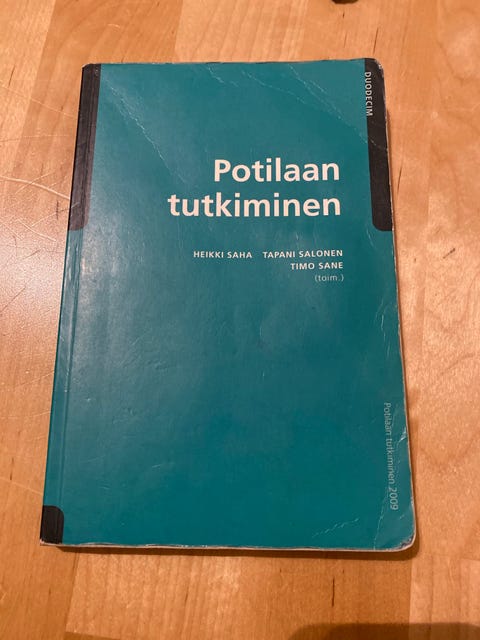 DUODECIM
Potilaan
tutkiminen
HEIKKI SAHA TAPANI SALONEN
TIMO SANE
(toim.)
Potilaan tutkiminen 2009